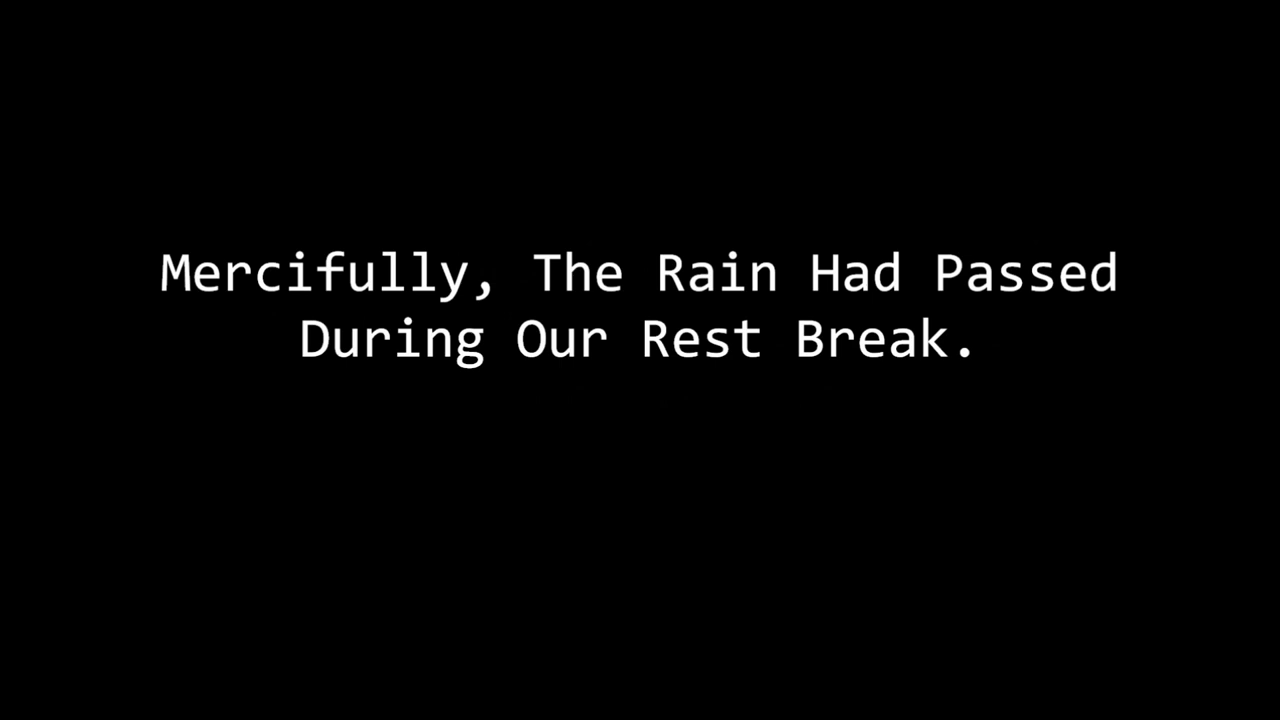 Mercifully, The Rain Had Passed
During Our Rest Break.